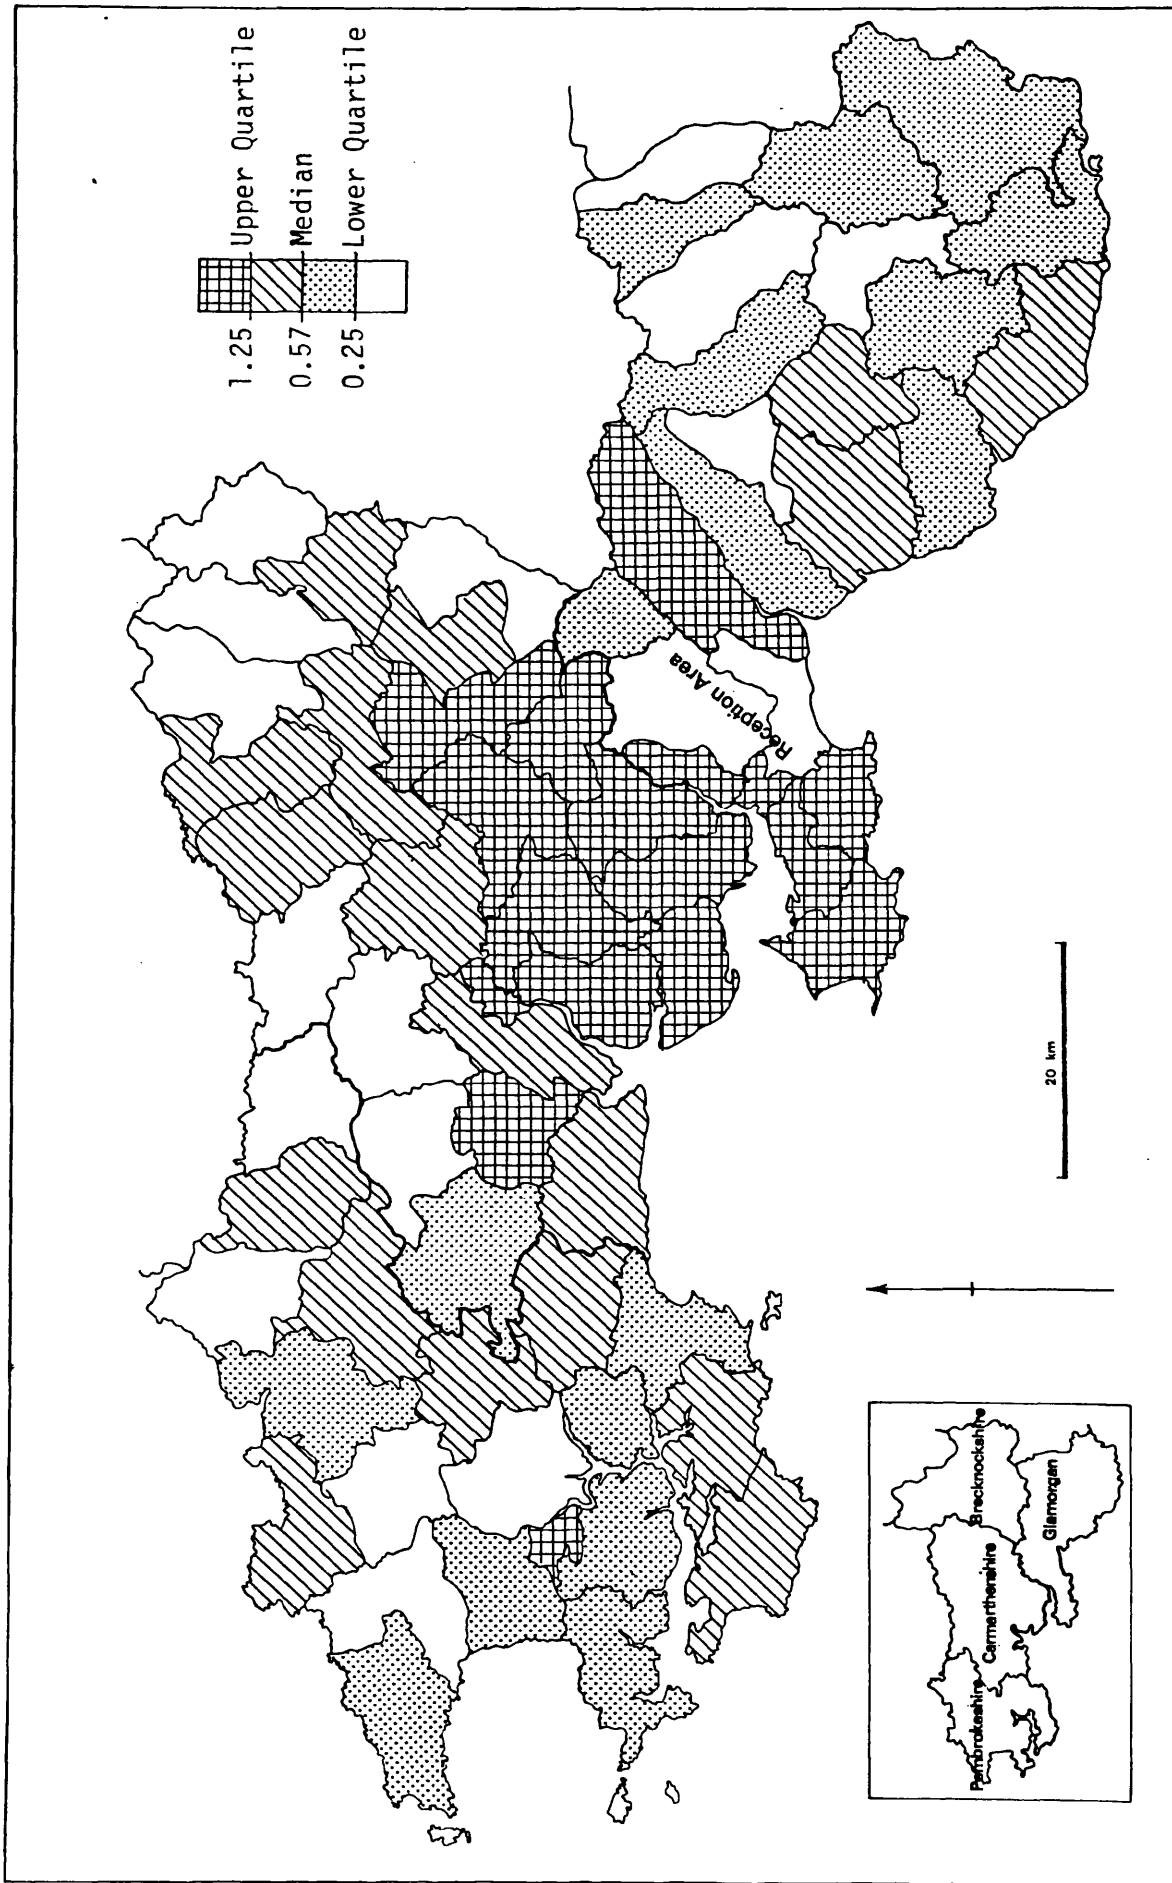 1.25 Upper Quartile
0.57 Median
0.25 Lower Quartile
Reception Area
20 km
Pembrokeshire
Carmarthenshire
Brecknockshire
Glamorgan